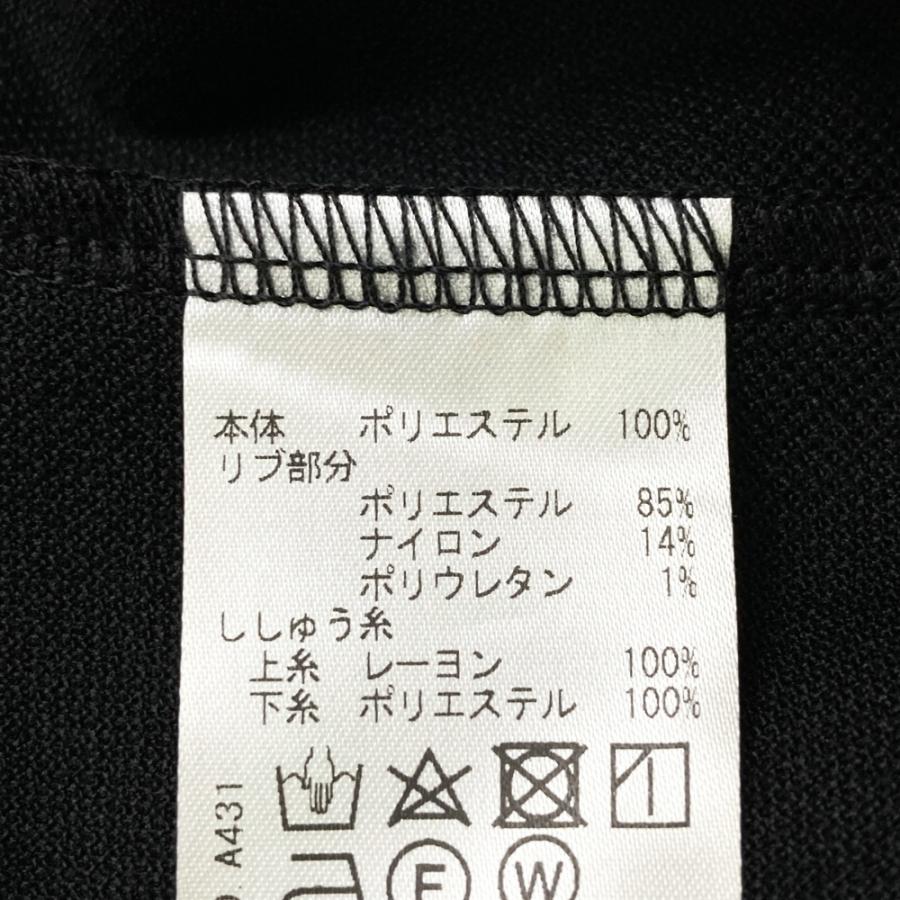 本体 ポリエステル 100%
リブ部分
ポリエステル 85%
ナイロン 14%
ポリウレタン 1%
ししゅう糸
上糸 レーヨン 100%
下糸 ポリエステル 100%
A431
F W